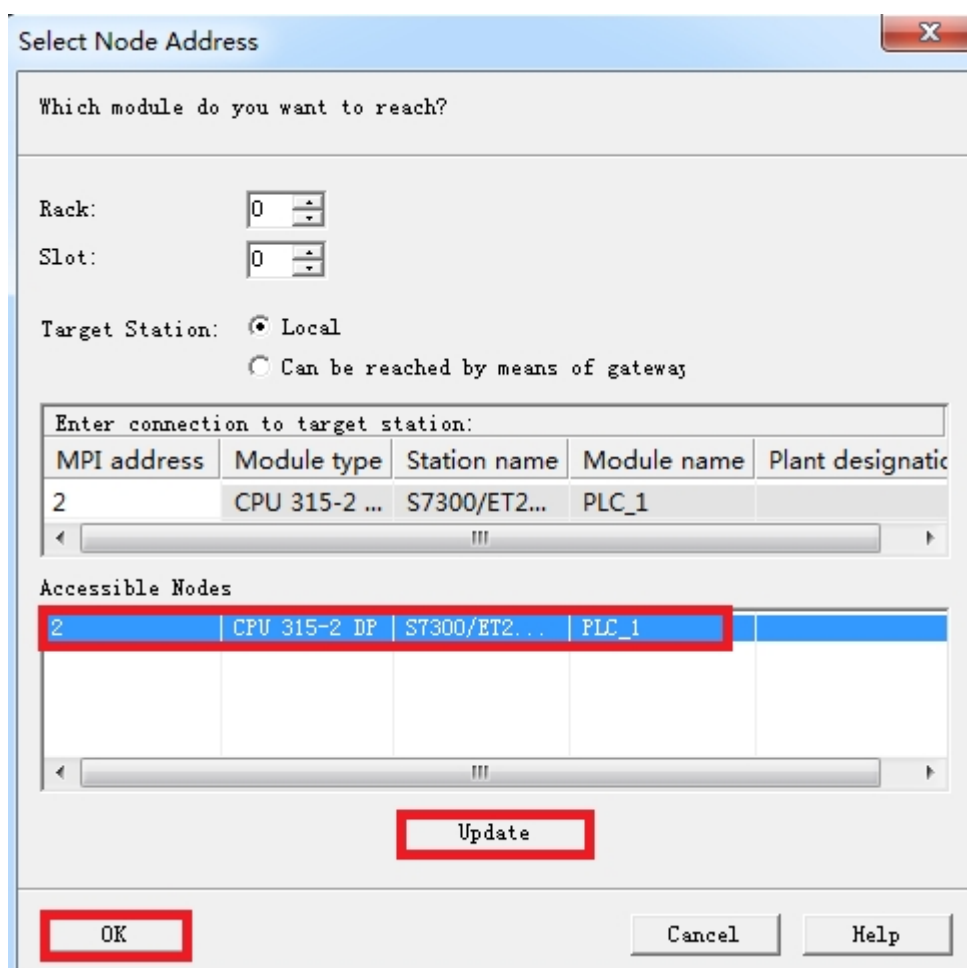 Select Node Address
Which module do you want to reach?
Rack: 0
Slot: 0
Target Station: Local
Can be reached by means of gateway
Enter connection to target station:
MPI address Module type Station name Module name Plant designatic
2 CPU 315-2 ... S7300/ET2... PLC_1
Accessible Nodes
2 CPU 315-2 DP S7300/ET2... PLC_1
Update
OK Cancel Help